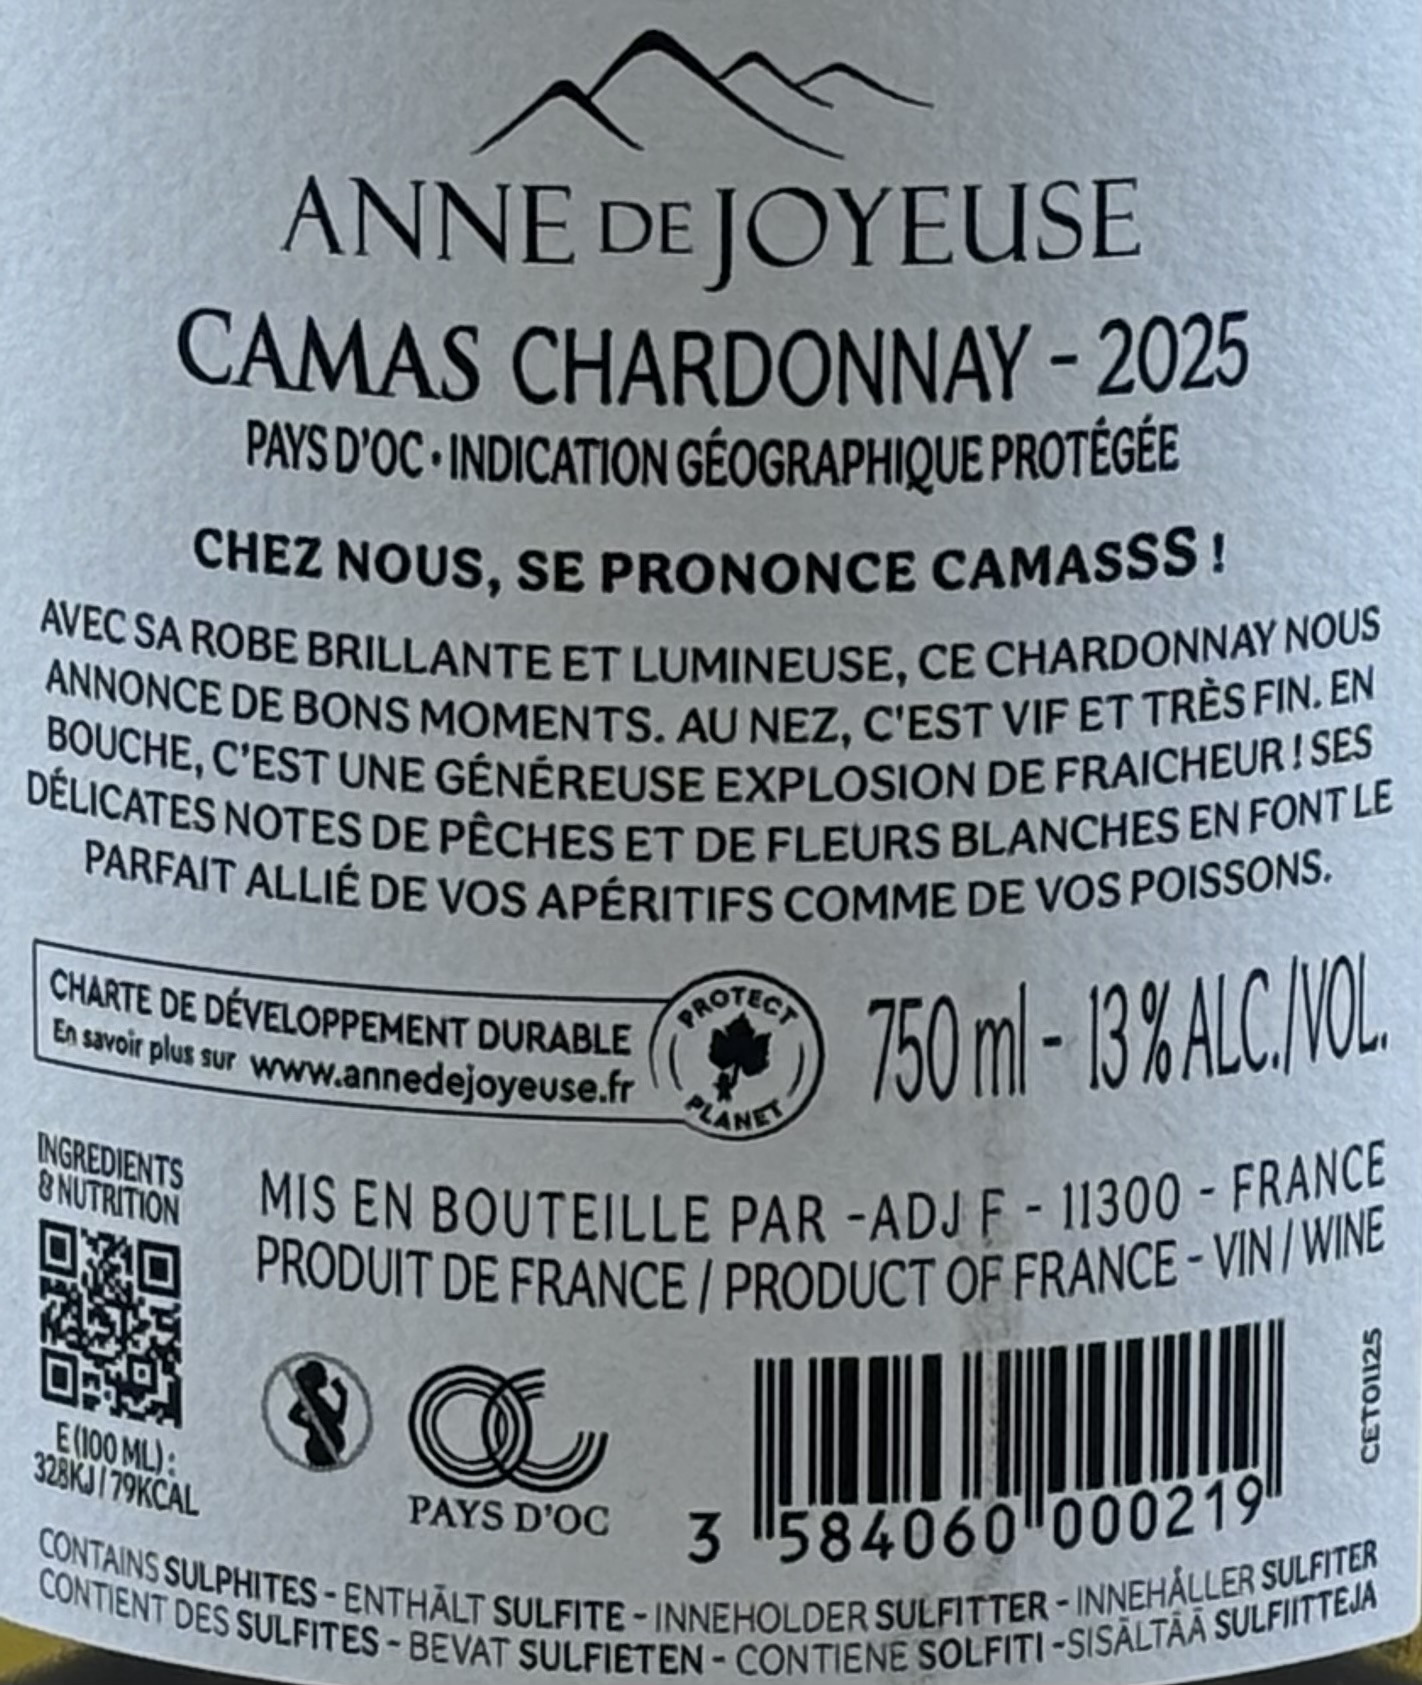 ANNE DE JOYEUSE
CAMAS CHARDONNAY - 2025
PAYS D'OC • INDICATION GÉOGRAPHIQUE PROTÉGÉE
CHEZ NOUS, SE PRONONCE CAMASSS !
AVEC SA ROBE BRILLANTE ET LUMINEUSE, CE CHARDONNAY NOUS
ANNONCE DE BONS MOMENTS. AU NEZ, C'EST VIF ET TRÈS FIN. EN
BOUCHE, C'EST UNE GÉNÉREUSE EXPLOSION DE FRAICHEUR ! SES
DÉLICATES NOTES DE PÊCHES ET DE FLEURS BLANCHES EN FONT LE
PARFAIT ALLIÉ DE VOS APÉRITIFS COMME DE VOS POISSONS.
CHARTE DE DÉVELOPPEMENT DURABLE
En savoir plus sur www.annedejoyeuse.fr
PROTECT
PLANET
750 ml - 13 % ALC./VOL.
INGREDIENTS
& NUTRITION
MIS EN BOUTEILLE PAR -ADJ F - 11300 - FRANCE
PRODUIT DE FRANCE / PRODUCT OF FRANCE - VIN / WINE
E (100 ML) :
328KJ / 79KCAL
OC
PAYS D'OC
3 584060 000219
CET01125
CONTAINS SULPHITES - ENTHÄLT SULFITE - INNEHOLDER SULFITTER - INNEHÅLLER SULFITER
CONTIENT DES SULFITES - BEVAT SULFIETEN - CONTIENE SOLFITI -SISÄLTÄÄ SULFIITTEJA